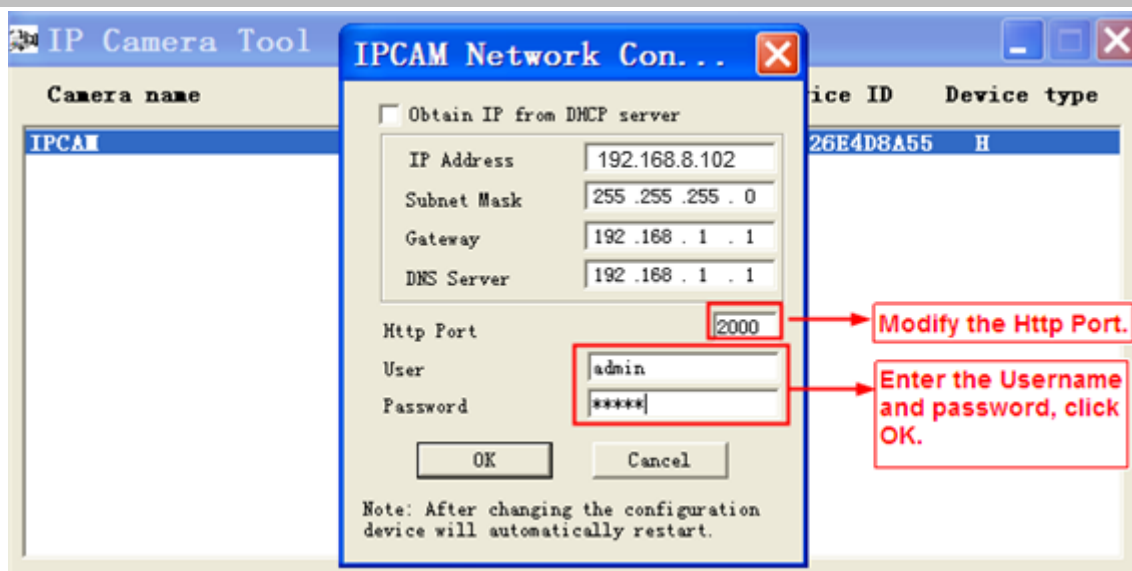 IP Camera Tool
IPCAM Network Con...
Camera name
ice ID
Device type
Obtain IP from DHCP server
IPCAM
26E4D8A55
H
IP Address
192.168.8.102
Subnet Mask
255 .255 .255 . 0
Gateway
192 .168 . 1 . 1
DNS Server
192 .168 . 1 . 1
Http Port
2000
Modify the Http Port.
User
admin
Password
*****
Enter the Username
and password, click
OK.
OK
Cancel
Note: After changing the configuration
device will automatically restart.